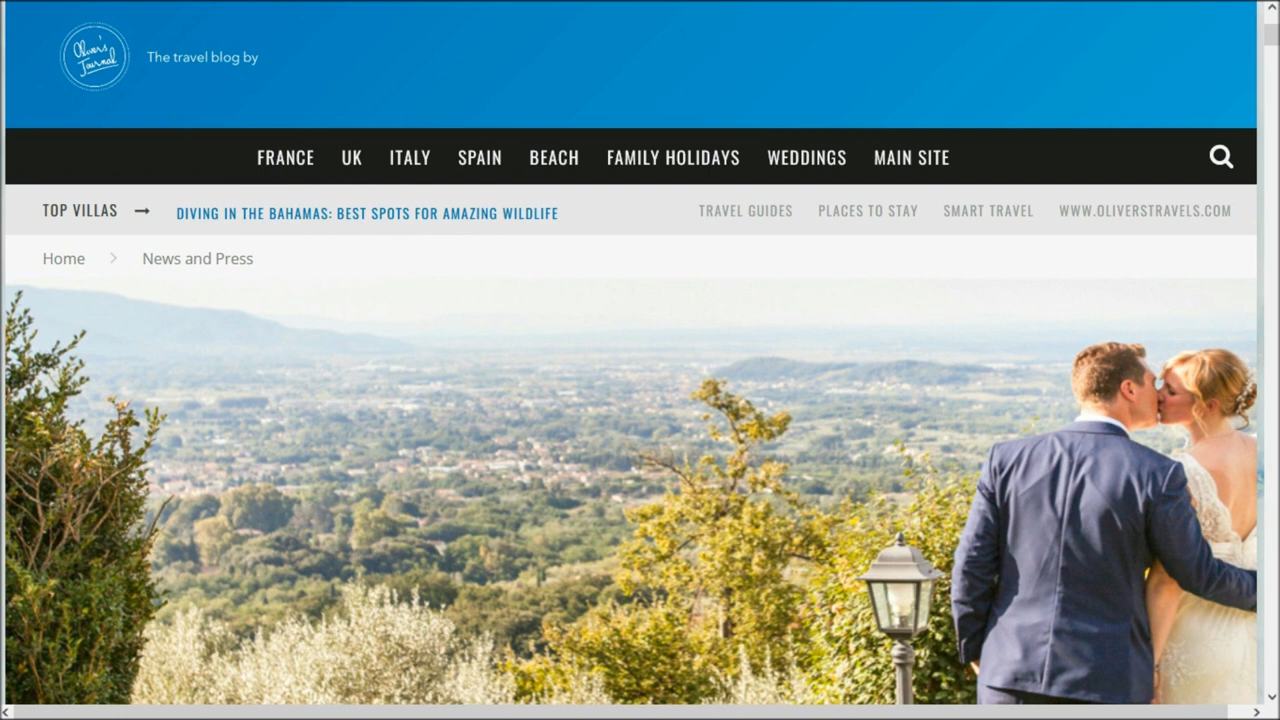 Oliver's
Journal
The travel blog by
FRANCE UK ITALY SPAIN BEACH FAMILY HOLIDAYS WEDDINGS MAIN SITE
TOP VILLAS DIVING IN THE BAHAMAS: BEST SPOTS FOR AMAZING WILDLIFE TRAVEL GUIDES PLACES TO STAY SMART TRAVEL WWW.OLIVERSTRAVELS.COM
Home News and Press